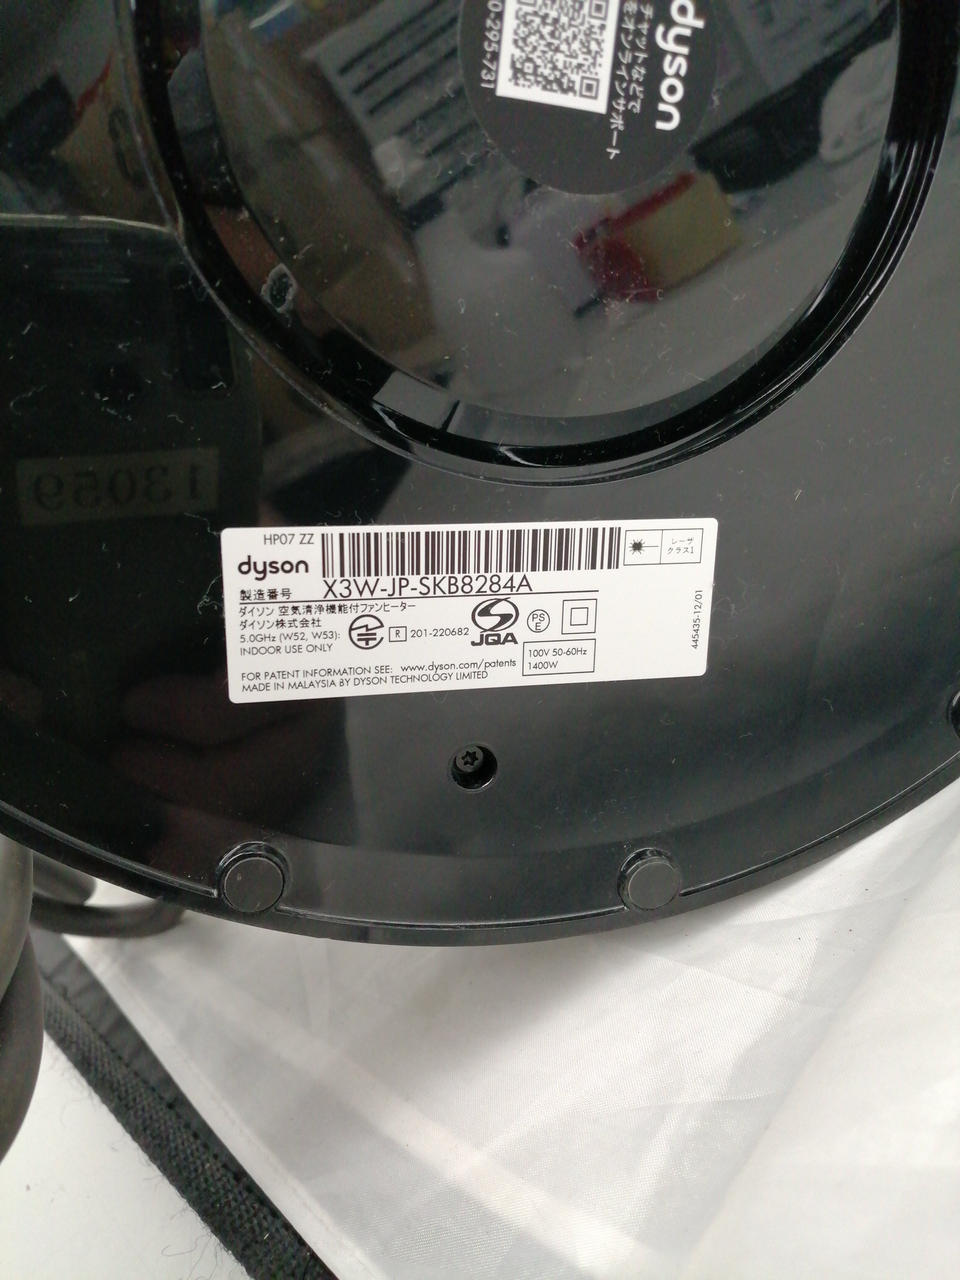 dyson
チャットなどで
をオンラインサポート
0-295-731
13059
HP07 ZZ
dyson
製造番号 X3W-JP-SKB8284A
レーザ
クラス1
ダイソン 空気清浄機能付ファンヒーター
ダイソン株式会社
5.0GHz (W52, W53):
INDOOR USE ONLY
R 201-220682
JQA
PS
E
100V 50-60Hz
1400W
FOR PATENT INFORMATION SEE: www.dyson.com/patents
MADE IN MALAYSIA BY DYSON TECHNOLOGY LIMITED
445435-12/01